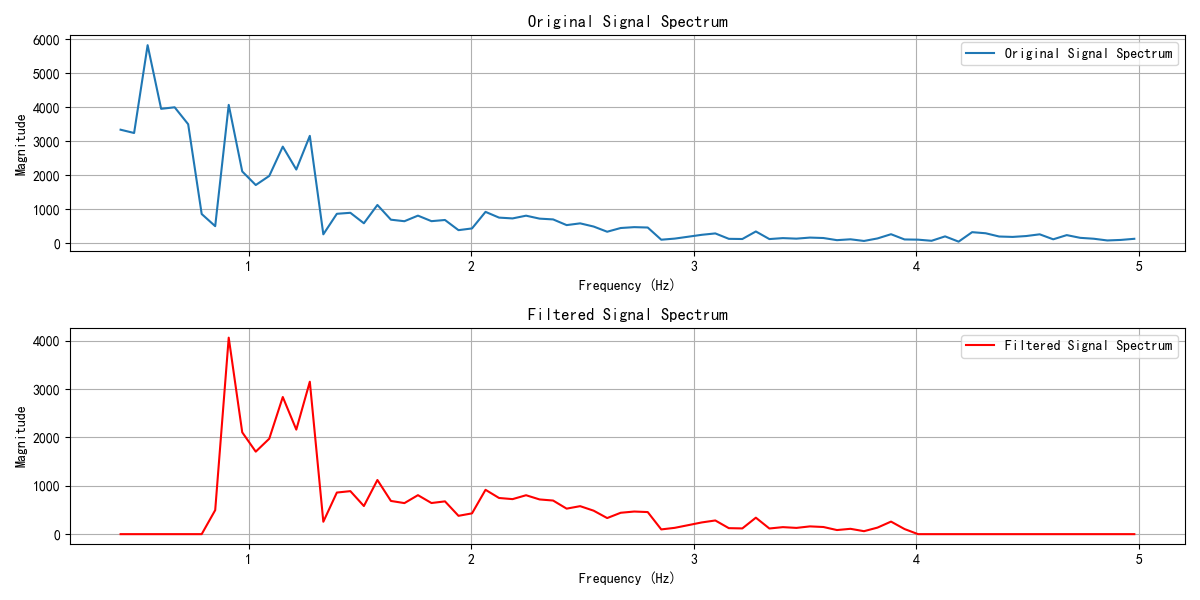 Original Signal Spectrum
6000
5000
4000
3000
2000
1000
0
Magnitude
Original Signal Spectrum
1 2 3 4 5
Frequency (Hz)
Filtered Signal Spectrum
4000
3000
2000
1000
0
Magnitude
Filtered Signal Spectrum
1 2 3 4 5
Frequency (Hz)